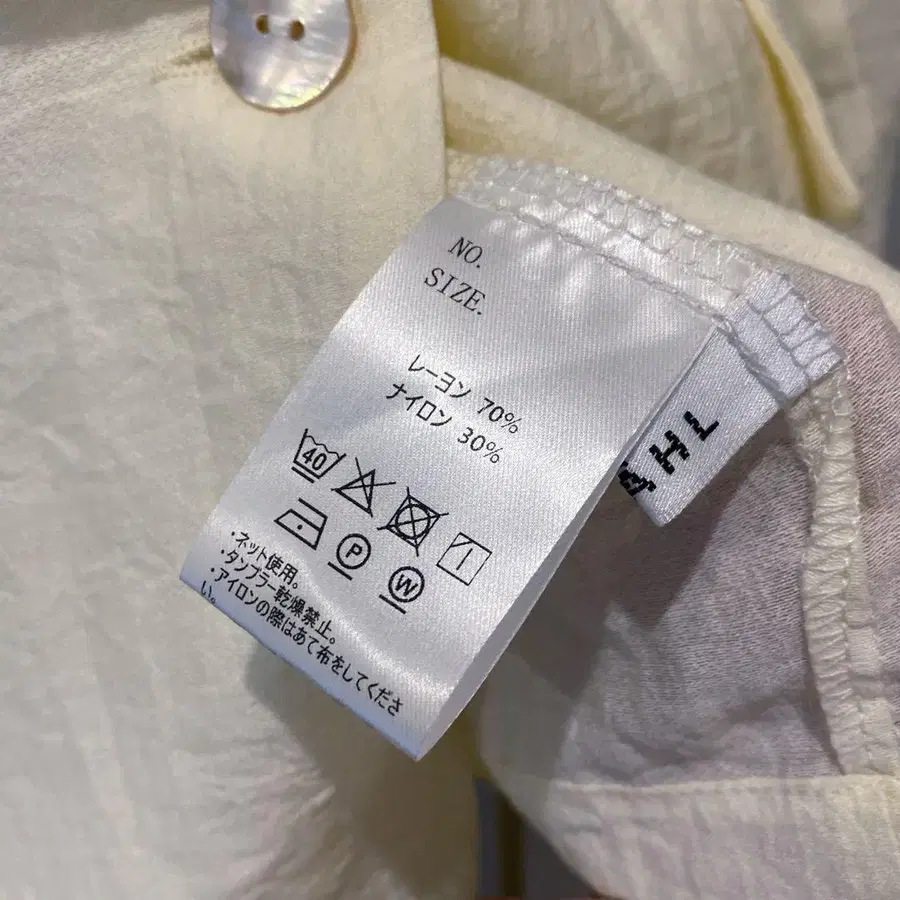 NO.
SIZE.
レーヨン 70%
ナイロン 30%
40
P
W
・ネット使用。
・タンブラー乾燥禁止。
・アイロンの際はあて布をしてくださ
い。